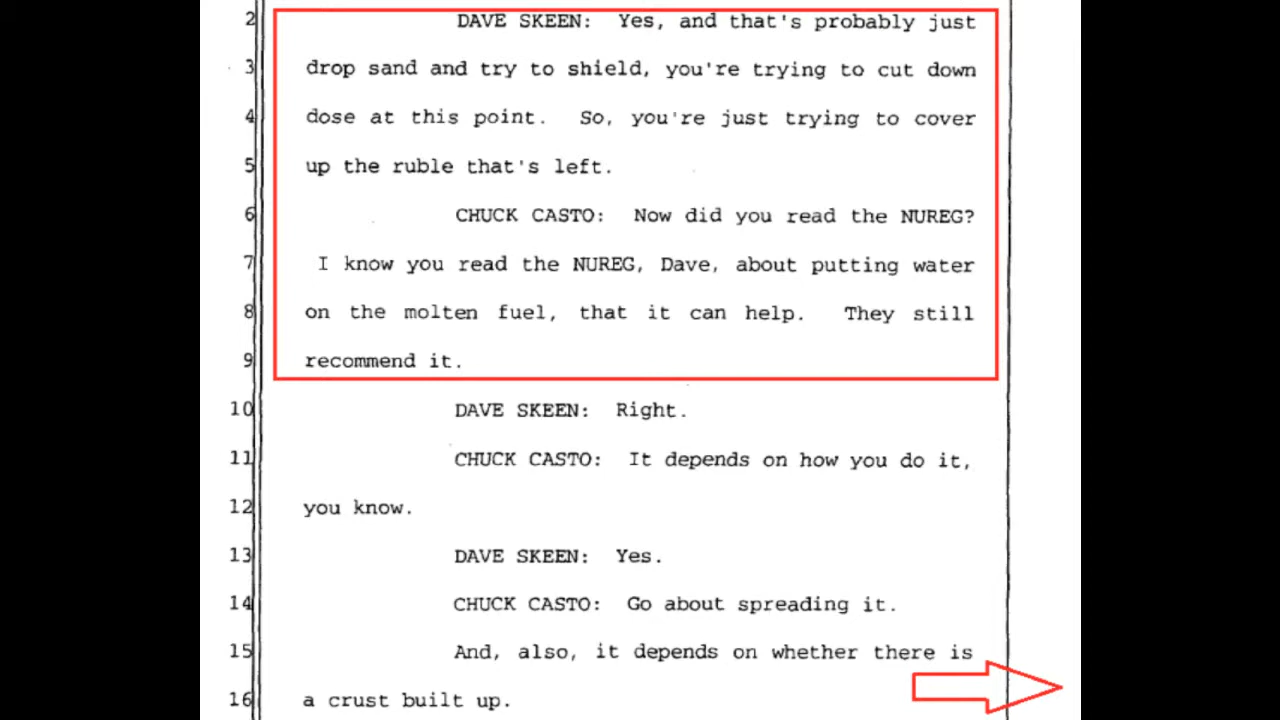 2 DAVE SKEEN: Yes, and that's probably just
3 drop sand and try to shield, you're trying to cut down
4 dose at this point. So, you're just trying to cover
5 up the ruble that's left.
6 CHUCK CASTO: Now did you read the NUREG?
7 I know you read the NUREG, Dave, about putting water
8 on the molten fuel, that it can help. They still
9 recommend it.
10 DAVE SKEEN: Right.
11 CHUCK CASTO: It depends on how you do it,
12 you know.
13 DAVE SKEEN: Yes.
14 CHUCK CASTO: Go about spreading it.
15 And, also, it depends on whether there is
16 a crust built up.